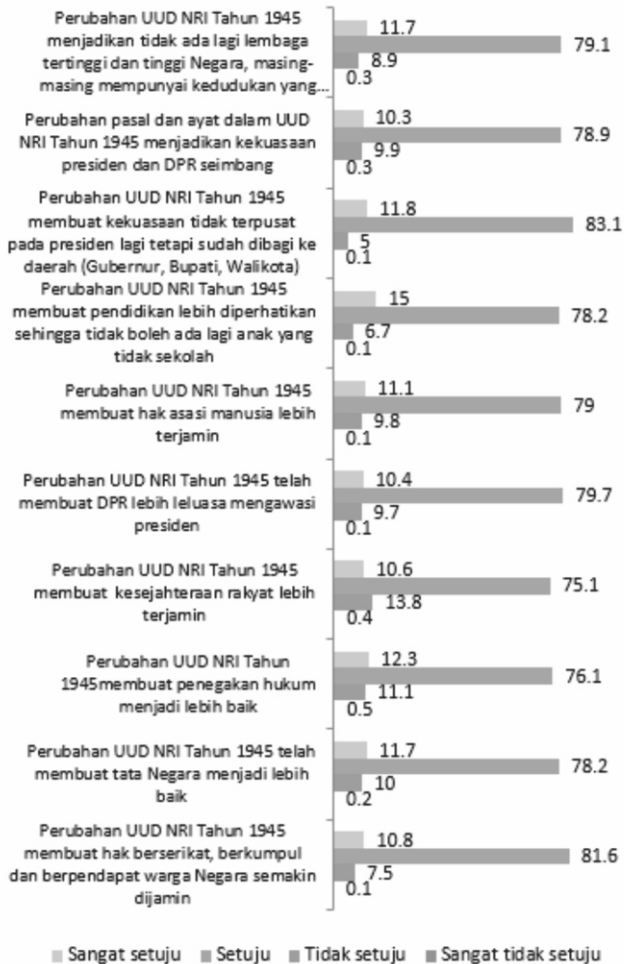 Perubahan UUD NRI Tahun 1945
menjadikan tidak ada lagi lembaga
tertinggi dan tinggi Negara, masing-
masing mempunyai kedudukan yang...
11.7
79.1
8.9
0.3
Perubahan pasal dan ayat dalam UUD
NRI Tahun 1945 menjadikan kekuasaan
presiden dan DPR seimbang
10.3
78.9
9.9
0.3
Perubahan UUD NRI Tahun 1945
membuat kekuasaan tidak terpusat
pada presiden lagi tetapi sudah dibagi ke
daerah (Gubernur, Bupati, Walikota)
11.8
83.1
5
0.1
Perubahan UUD NRI Tahun 1945
membuat pendidikan lebih diperhatikan
sehingga tidak boleh ada lagi anak yang
tidak sekolah
15
78.2
6.7
0.1
Perubahan UUD NRI Tahun 1945
membuat hak asasi manusia lebih
terjamin
11.1
79
9.8
0.1
Perubahan UUD NRI Tahun 1945 telah
membuat DPR lebih leluasa mengawasi
presiden
10.4
79.7
9.7
0.1
Perubahan UUD NRI Tahun 1945
membuat kesejahteraan rakyat lebih
terjamin
10.6
75.1
13.8
0.4
Perubahan UUD NRI Tahun
1945membuat penegakan hukum
menjadi lebih baik
12.3
76.1
11.1
0.5
Perubahan UUD NRI Tahun 1945 telah
membuat tata Negara menjadi lebih
baik
11.7
78.2
10
0.2
Perubahan UUD NRI Tahun 1945
membuat hak berserikat, berkumpul
dan berpendapat warga Negara semakin
dijamin
10.8
81.6
7.5
0.1
Sangat setuju Setuju Tidak setuju Sangat tidak setuju